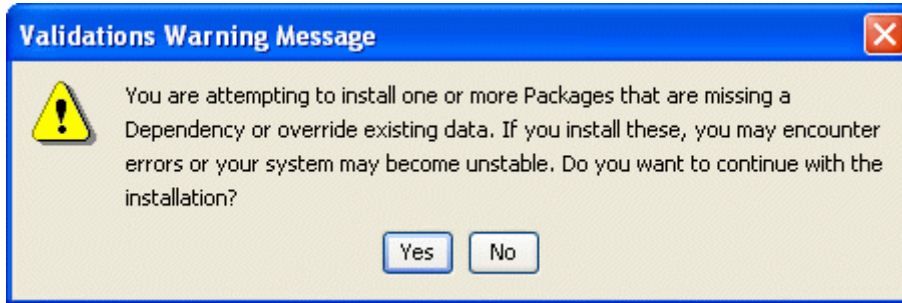 Validations Warning Message
You are attempting to install one or more Packages that are missing a
Dependency or override existing data. If you install these, you may encounter
errors or your system may become unstable. Do you want to continue with the
installation?
Yes No